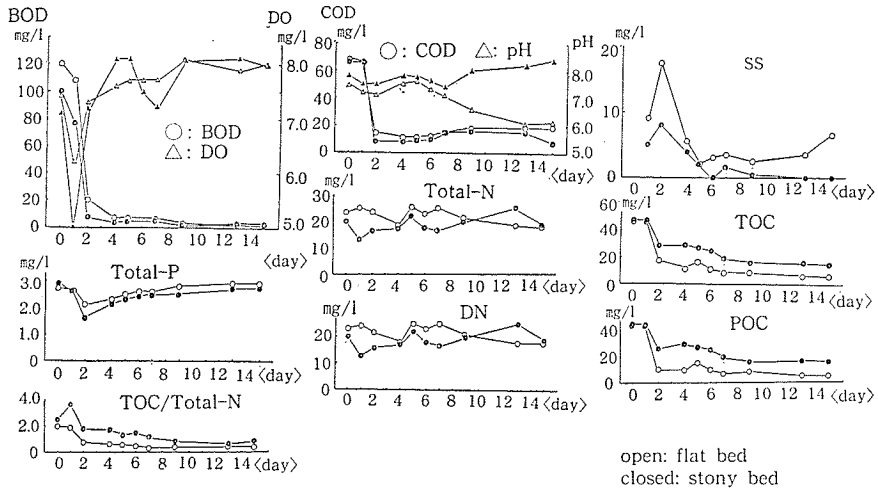 BOD
mg/l
120
100
80
60
40
20
0
DO
mg/l
8.0
7.0
6.0
5.0
○: BOD
△: DO
0 2 4 6 8 10 12 14 <day>
COD
mg/l
80
60
40
20
0
○: COD △: pH
pH
8.0
7.0
6.0
5.0
0 2 4 6 8 10 12 14 <day>
mg/l
20
10
0
SS
0 2 4 6 8 10 12 14 <day>
mg/l
30
20
10
0
Total-N
0 2 4 6 8 10 12 14 <day>
mg/l
60
40
20
0
TOC
0 2 4 6 8 10 12 14 <day>
mg/l
3.0
2.0
1.0
0
Total-P
0 2 4 6 8 10 12 14 <day>
mg/l
20
10
0
DN
0 2 4 6 8 10 12 14 <day>
mg/l
40
20
0
POC
0 2 4 6 8 10 12 14 <day>
4.0
2.0
0
TOC/Total-N
0 2 4 6 8 10 12 14 <day>
open: flat bed
closed: stony bed